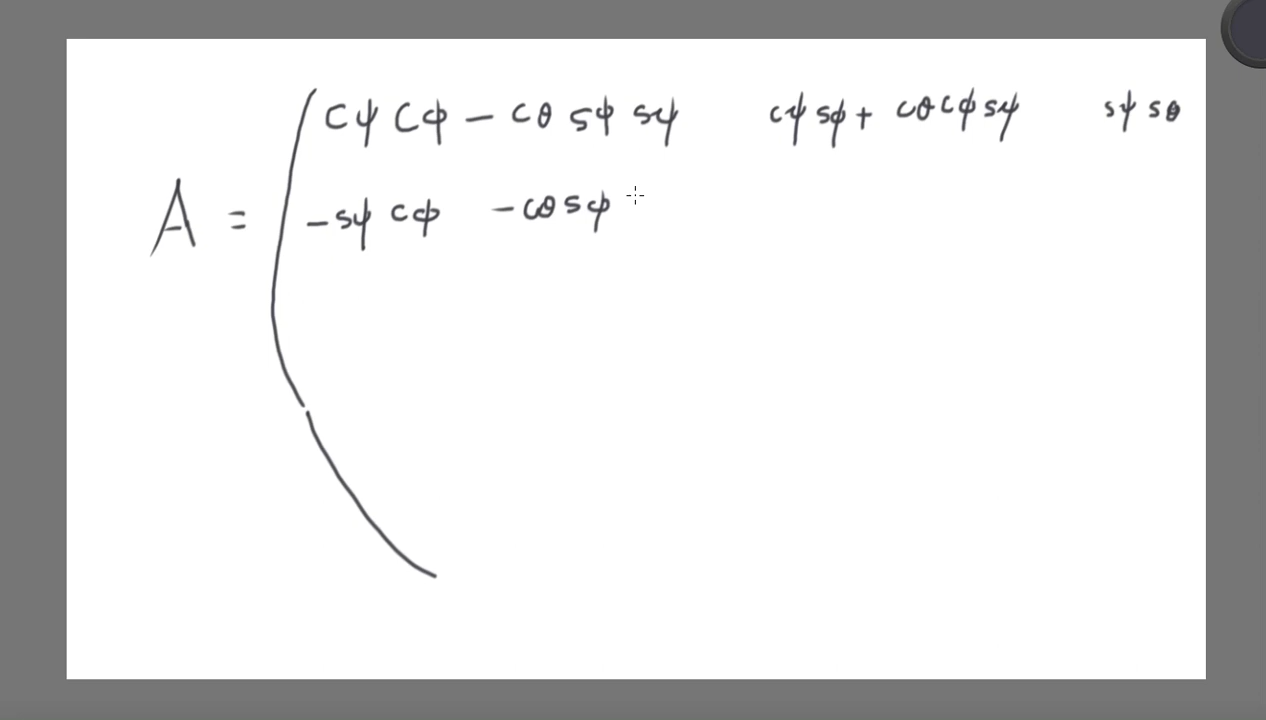 cψ cϕ − cθ sϕ sψ cψ sϕ + cθ cϕ sψ sψ sθ
A = −sψ cϕ −cθ sϕ